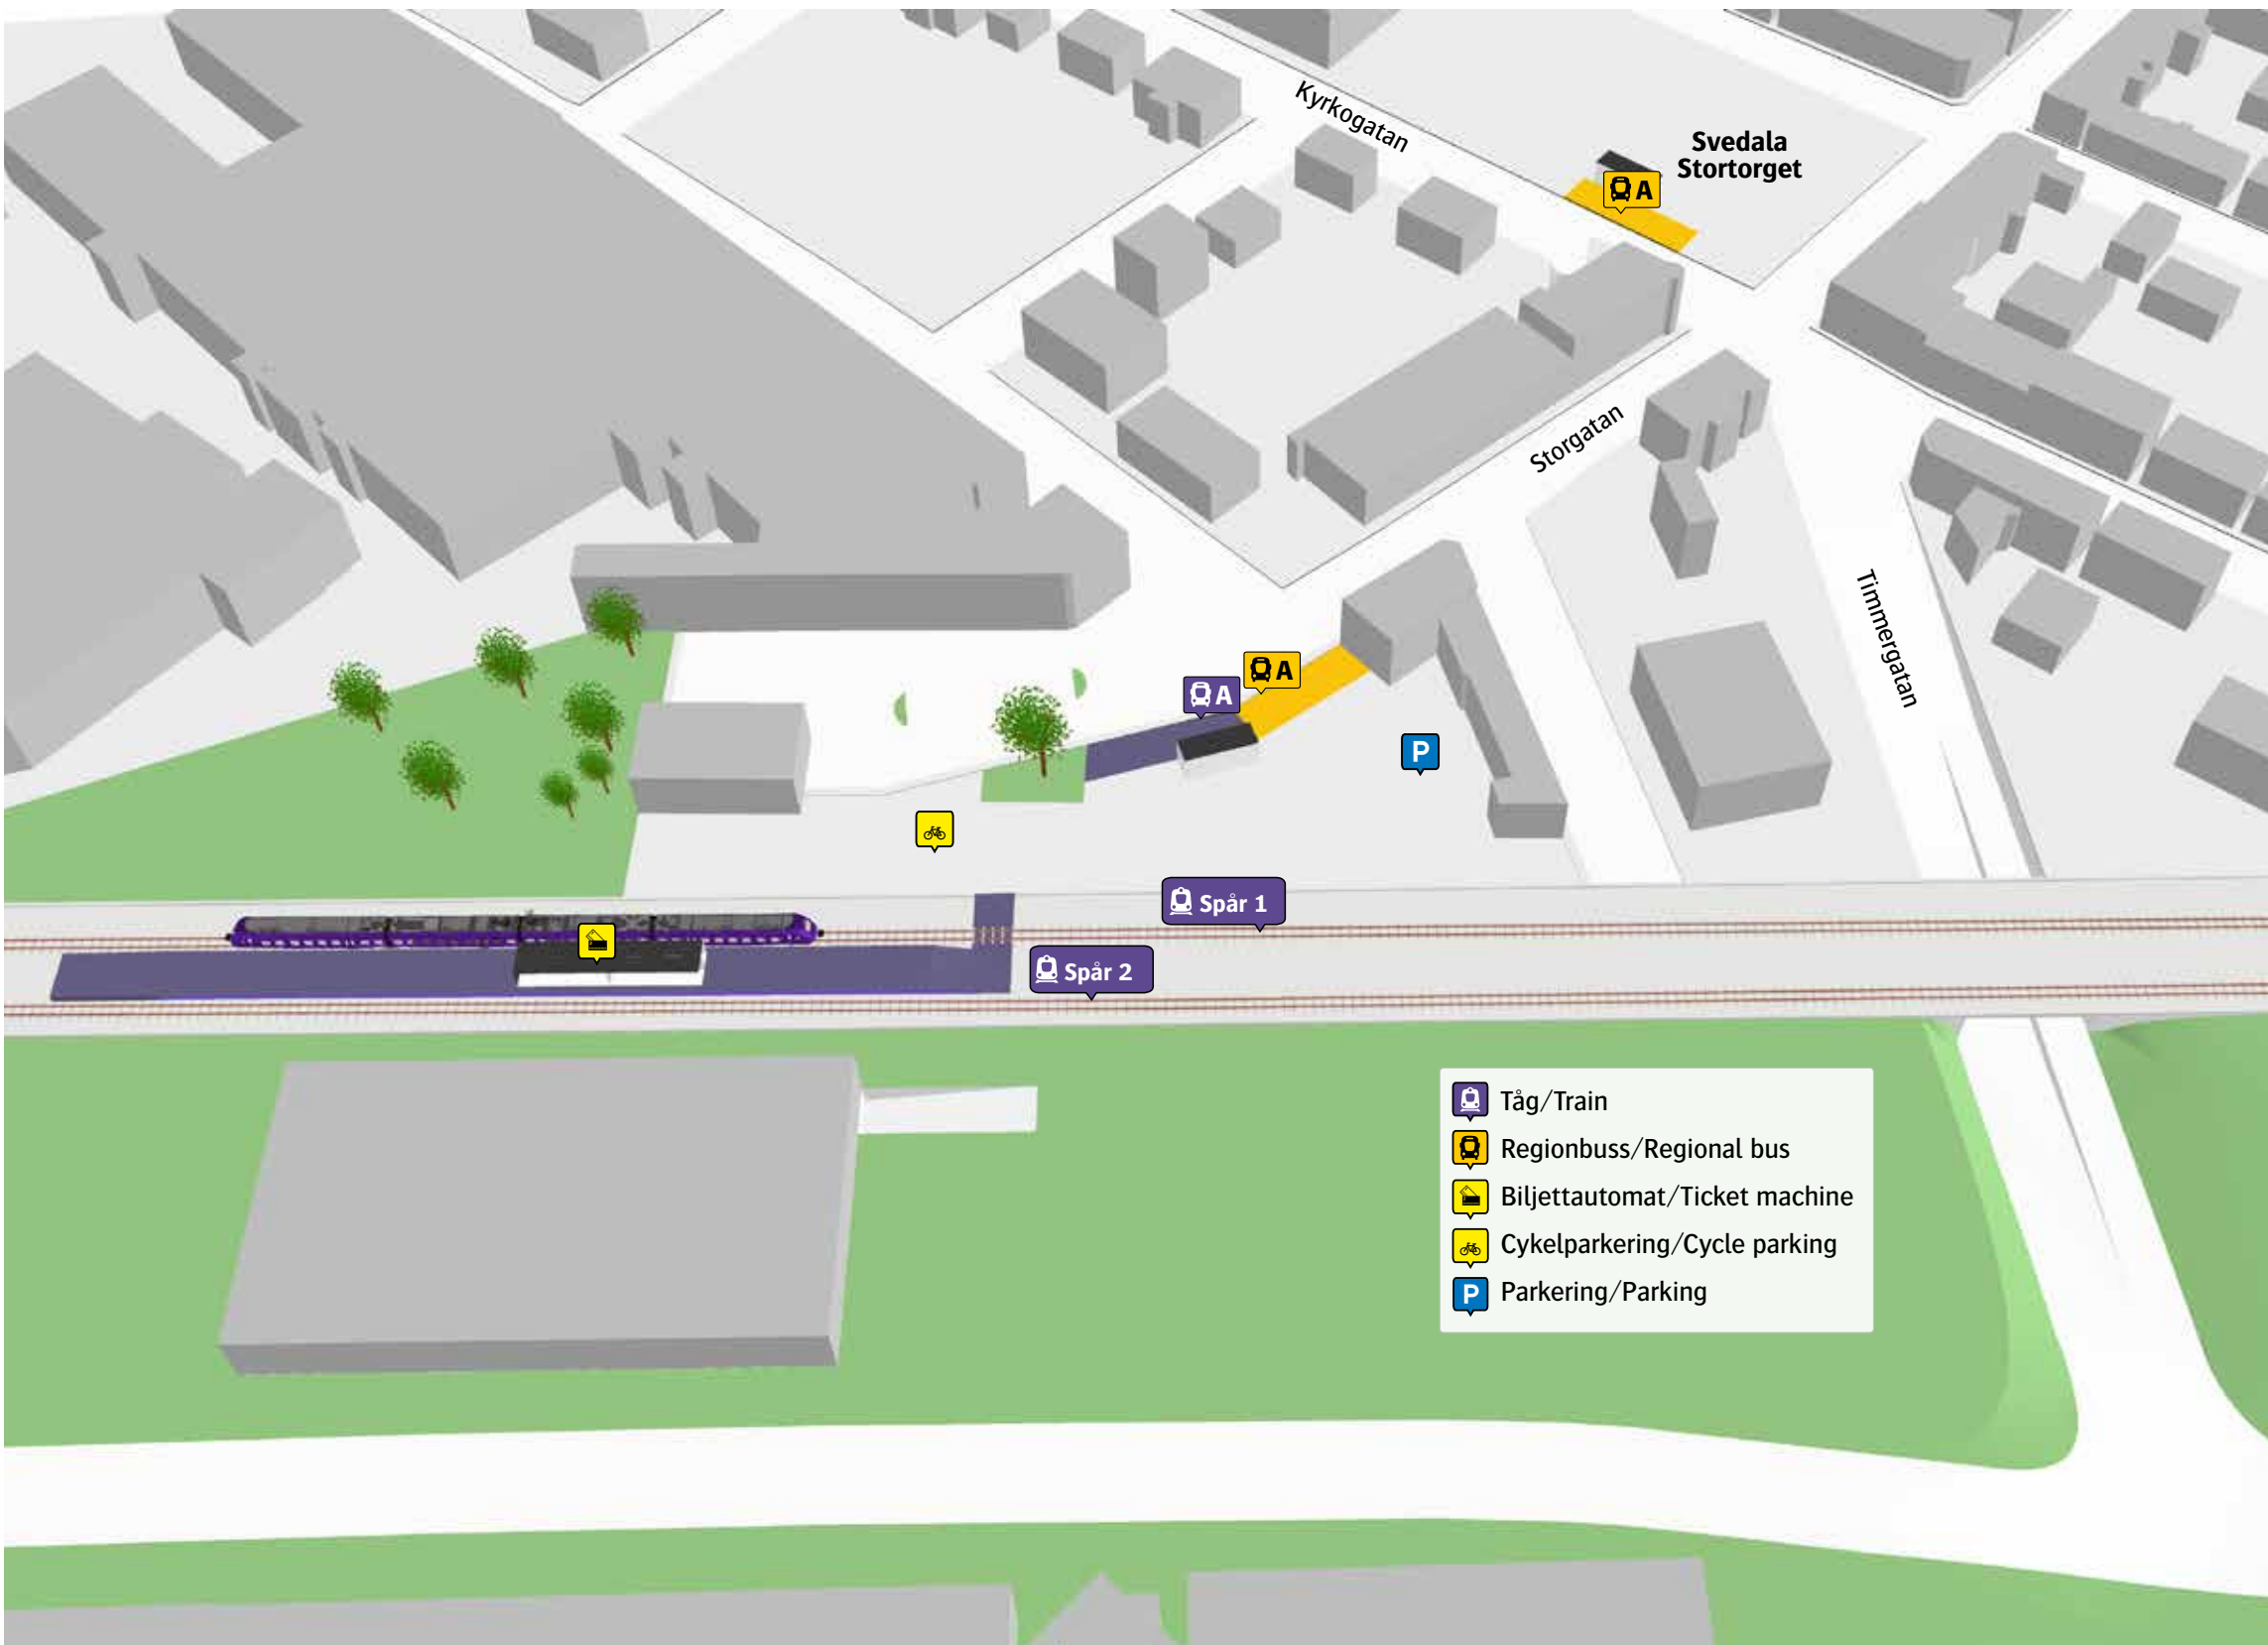 Kyrkogatan
Svedala
Stortorget
A
Storgatan
Timmergatan
A
A
P
Spår 1
Spår 2
Tåg/Train
Regionbuss/Regional bus
Biljettautomat/Ticket machine
Cykelparkering/Cycle parking
P Parkering/Parking